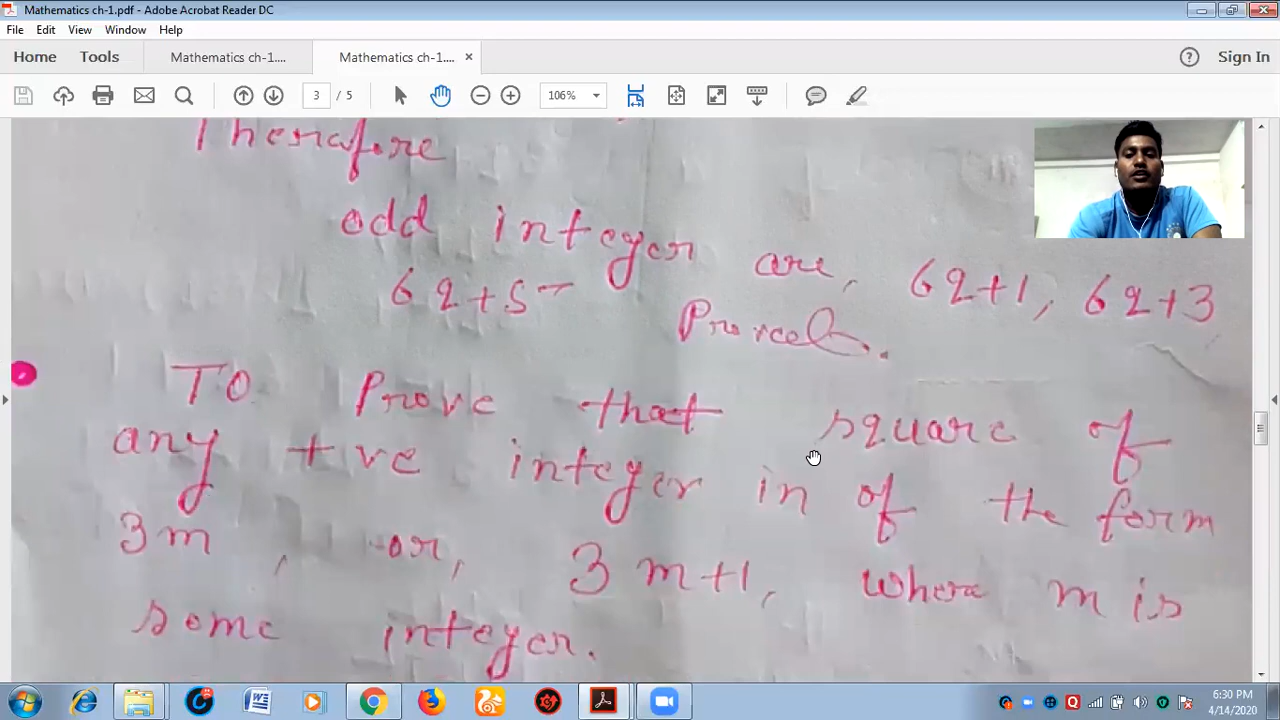 Mathematics ch-1.pdf - Adobe Acrobat Reader DC
File Edit View Window Help
Home Tools Mathematics ch-1.... Mathematics ch-1.... × Sign In
3 / 5 106%
Therefore
odd integer are, 6q+1, 6q+3
6q+5
Proved.
TO Prove that square of
any +ve integer in of the form
3m, or, 3m+1, where m is
some integer.
6:30 PM
4/14/2020